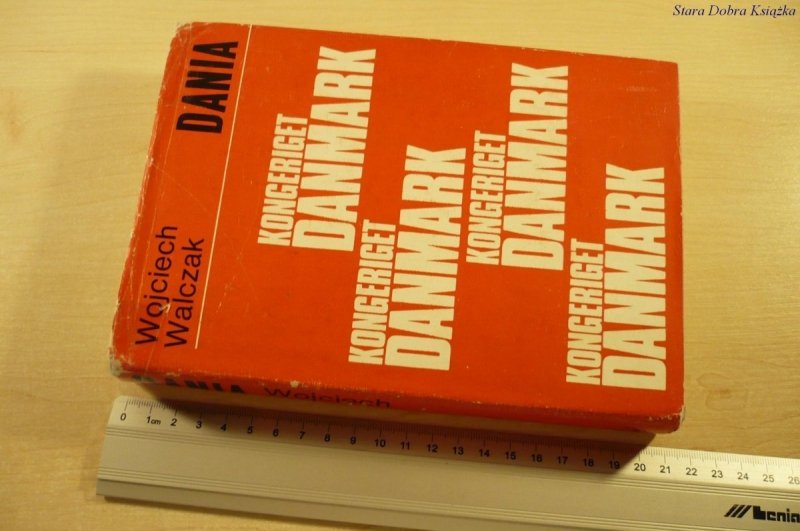 Stara Dobra Książka
Wojciech
Walczak
DANIA
KONGERIGET
DANMARK
KONGERIGET
DANMARK
KONGERIGET
DANMARK
KONGERIGET
DANMARK
DANIA Wojciech
0 1cm 2 3 4 5 6 7 8 9 10 11 12 13 14 15 16 17 18 19 20 21 22 23 24 25 26